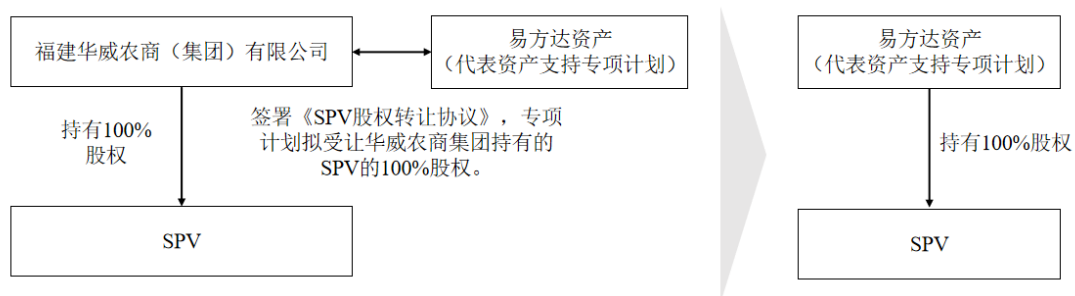 福建华威农商（集团）有限公司
易方达资产
（代表资产支持专项计划）
持有100%
股权
签署《SPV股权转让协议》，专项
计划拟受让华威农商集团持有的
SPV的100%股权。
SPV
易方达资产
（代表资产支持专项计划）
持有100%股权
SPV